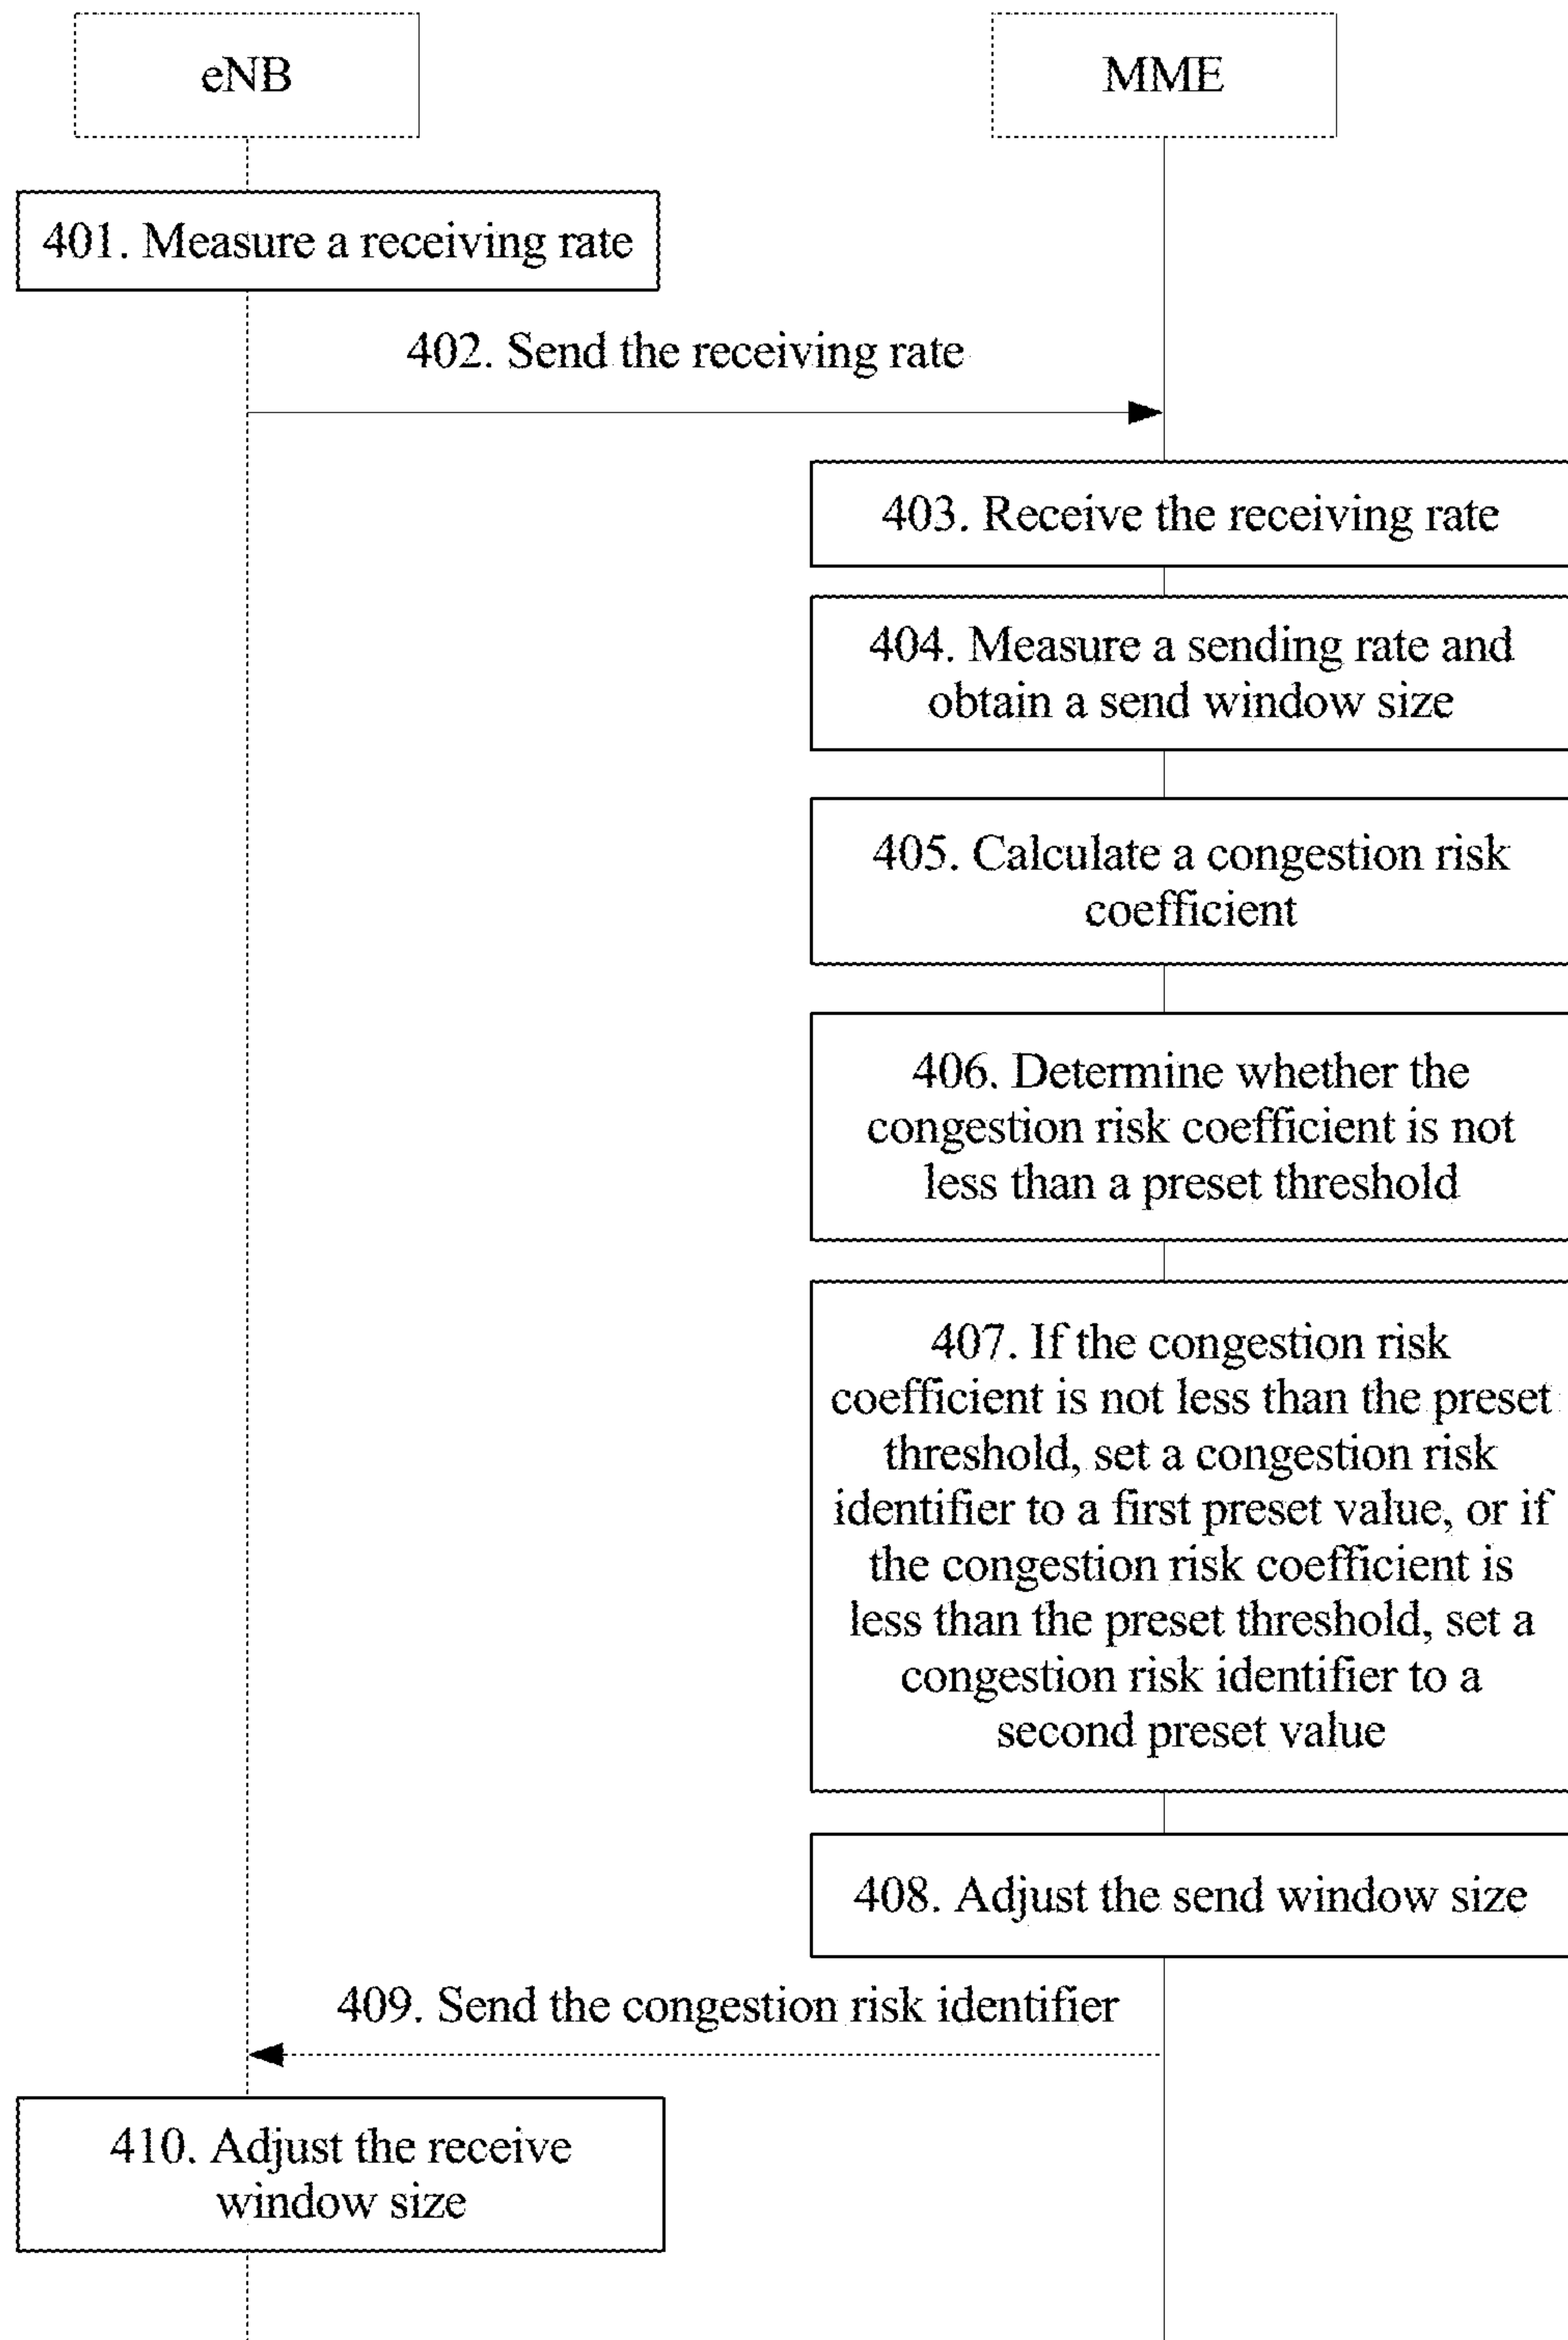 eNB
MME
401. Measure a receiving rate
402. Send the receiving rate
403. Receive the receiving rate
404. Measure a sending rate and
obtain a send window size
405. Calculate a congestion risk
coefficient
406. Determine whether the
congestion risk coefficient is not
less than a preset threshold
407. If the congestion risk
coefficient is not less than the preset
threshold, set a congestion risk
identifier to a first preset value, or if
the congestion risk coefficient is
less than the preset threshold, set a
congestion risk identifier to a
second preset value
408. Adjust the send window size
409. Send the congestion risk identifier
410. Adjust the receive
window size